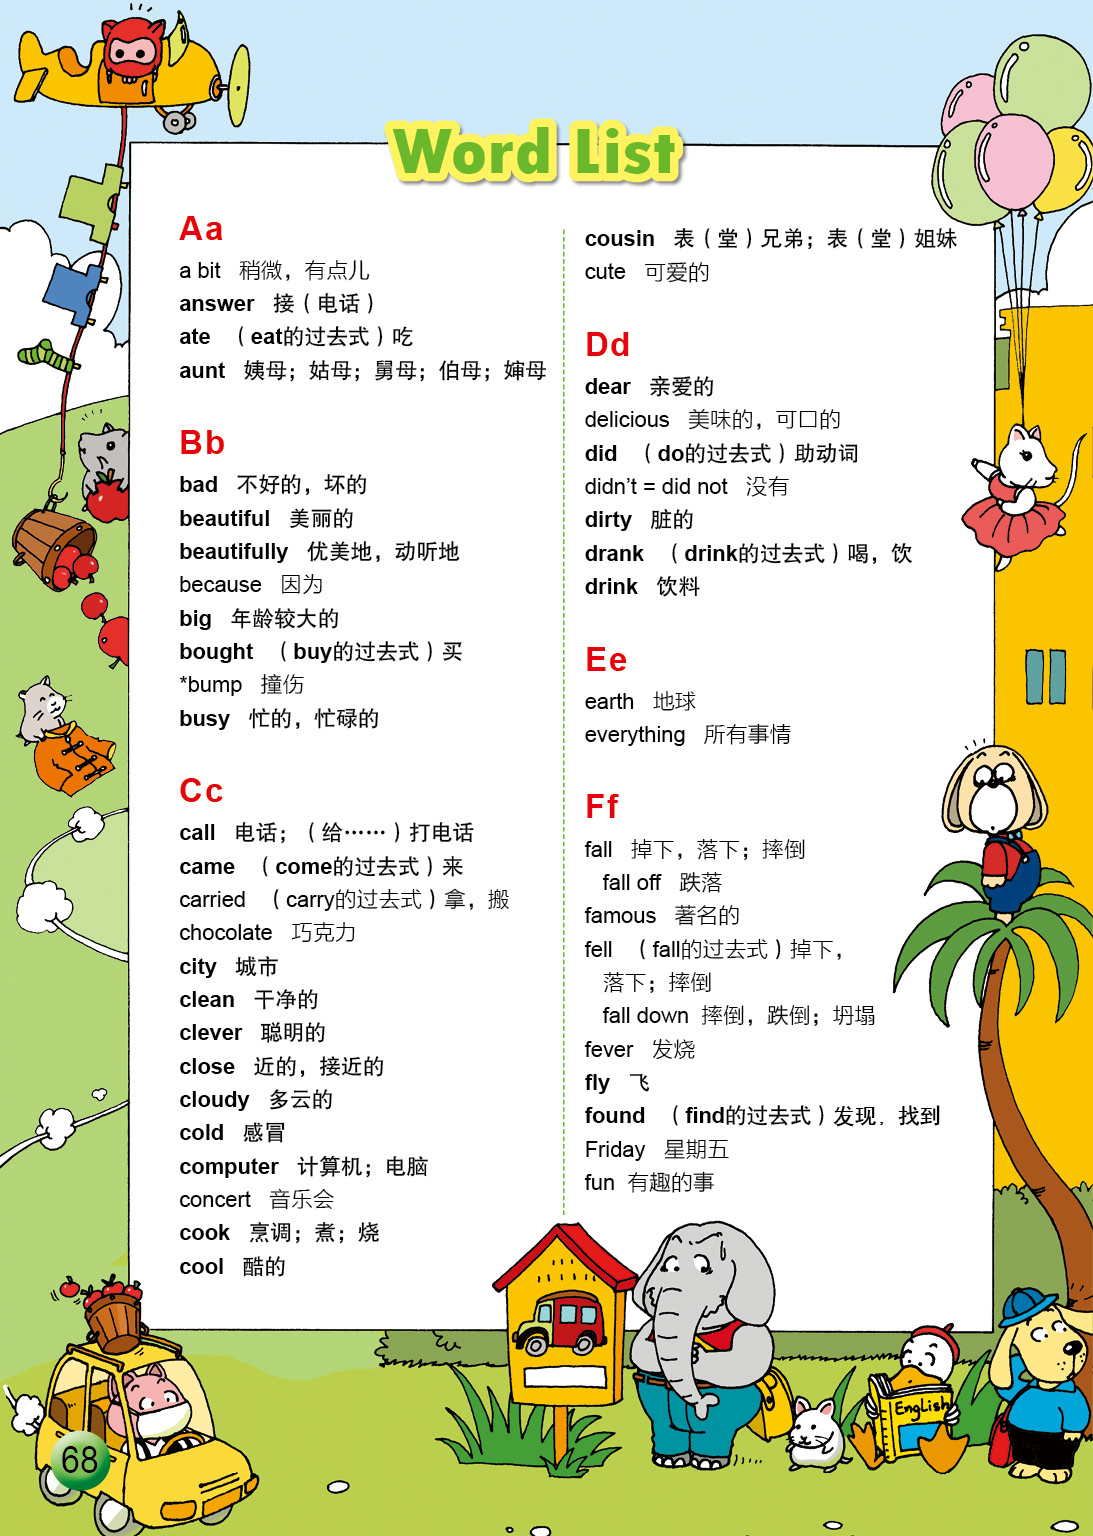 Word List
Aa
a bit 稍微，有点儿
answer 接（电话）
ate （eat的过去式）吃
aunt 姨母；姑母；舅母；伯母；婶母
Bb
bad 不好的，坏的
beautiful 美丽的
beautifully 优美地，动听地
because 因为
big 年龄较大的
bought （buy的过去式）买
*bump 撞伤
busy 忙的，忙碌的
Cc
call 电话；（给……）打电话
came （come的过去式）来
carried （carry的过去式）拿，搬
chocolate 巧克力
city 城市
clean 干净的
clever 聪明的
close 近的，接近的
cloudy 多云的
cold 感冒
computer 计算机；电脑
concert 音乐会
cook 烹调；煮；烧
cool 酷的
cousin 表（堂）兄弟；表（堂）姐妹
cute 可爱的
Dd
dear 亲爱的
delicious 美味的，可口的
did （do的过去式）助动词
didn’t = did not 没有
dirty 脏的
drank （drink的过去式）喝，饮
drink 饮料
Ee
earth 地球
everything 所有事情
Ff
fall 掉下，落下；摔倒
fall off 跌落
famous 著名的
fell （fall的过去式）掉下，
落下；摔倒
fall down 摔倒，跌倒；坍塌
fever 发烧
fly 飞
found （find的过去式）发现，找到
Friday 星期五
fun 有趣的事
English
68